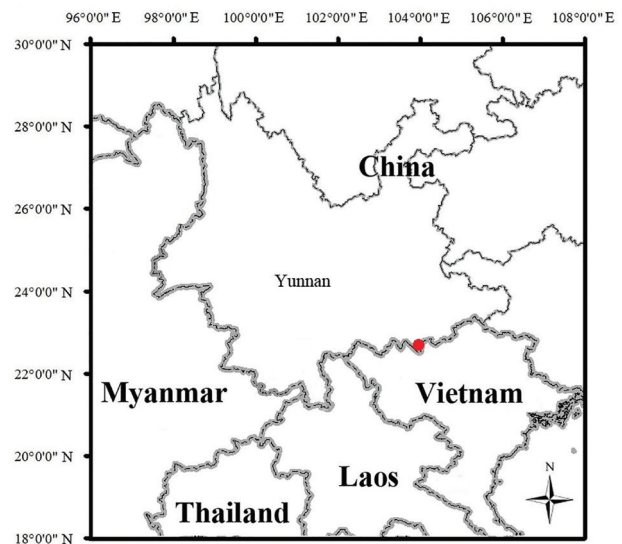 96°0'0" E 98°0'0" E 100°0'0" E 102°0'0" E 104°0'0" E 106°0'0" E 108°0'0" E
30°0'0" N
28°0'0" N
China
26°0'0" N
Yunnan
24°0'0" N
22°0'0" N
Myanmar Vietnam
20°0'0" N
Laos N
Thailand
18°0'0" N